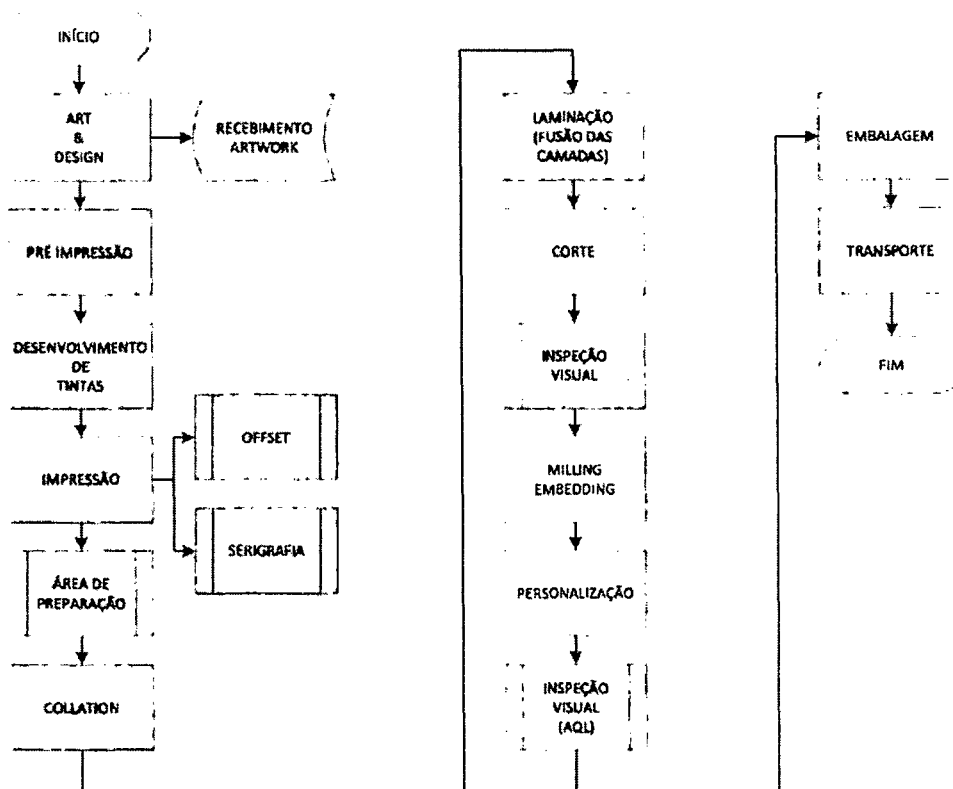 INÍCIO
ART
&
DESIGN
RECEBIMENTO
ARTWORK
PRÉ IMPRESSÃO
DESENVOLVIMENTO
DE
TINTAS
IMPRESSÃO
OFFSET
SERIGRAFIA
ÁREA DE
PREPARAÇÃO
COLLATION
LAMINAÇÃO
(FUSÃO DAS
CAMADAS)
CORTE
INSPEÇÃO
VISUAL
MILLING
EMBEDDING
PERSONALIZAÇÃO
INSPEÇÃO
VISUAL
(AQL)
EMBALAGEM
TRANSPORTE
FIM